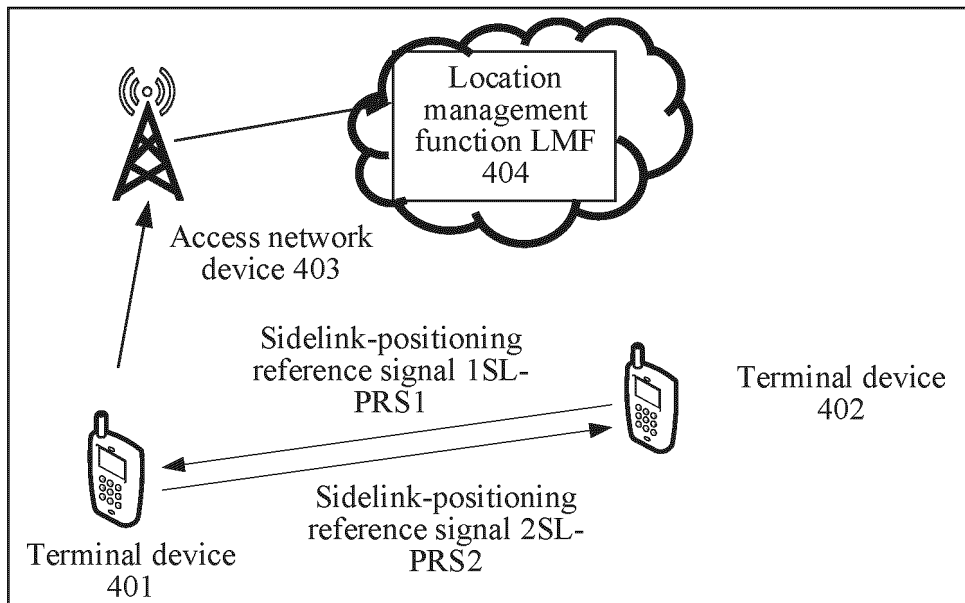 Location
management
function LMF
404
Access network
device 403
Sidelink-positioning
reference signal 1SL-
PRS1
Terminal device
402
Sidelink-positioning
reference signal 2SL-
PRS2
Terminal device
401